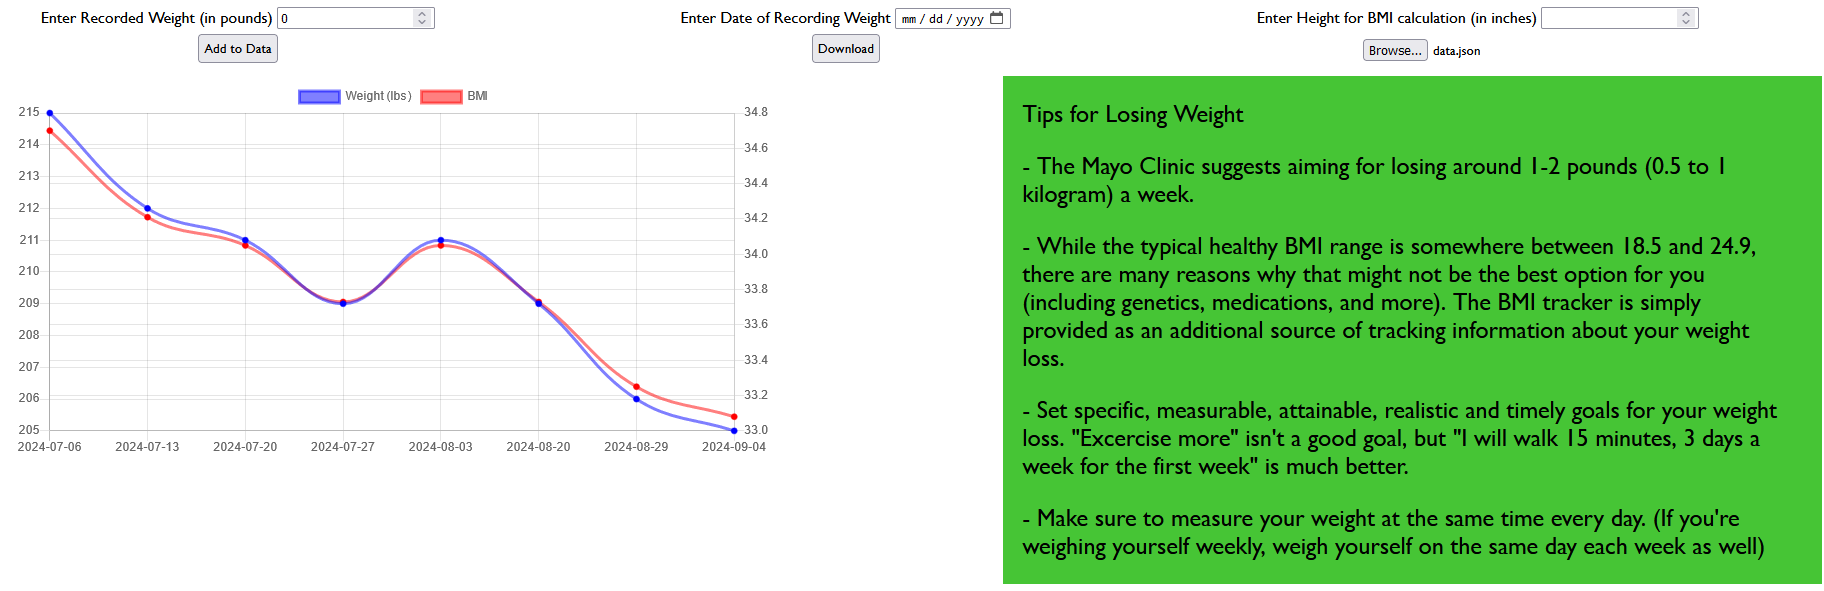 Enter Recorded Weight (in pounds) 0
Enter Date of Recording Weight mm / dd / yyyy
Enter Height for BMI calculation (in inches)
Add to Data
Download
Browse... data.json
Weight (lbs) BMI
215
214
213
212
211
210
209
208
207
206
205
34.8
34.6
34.4
34.2
34.0
33.8
33.6
33.4
33.2
33.0
2024-07-06 2024-07-13 2024-07-20 2024-07-27 2024-08-03 2024-08-20 2024-08-29 2024-09-04
Tips for Losing Weight
- The Mayo Clinic suggests aiming for losing around 1-2 pounds (0.5 to 1
kilogram) a week.
- While the typical healthy BMI range is somewhere between 18.5 and 24.9,
there are many reasons why that might not be the best option for you
(including genetics, medications, and more). The BMI tracker is simply
provided as an additional source of tracking information about your weight
loss.
- Set specific, measurable, attainable, realistic and timely goals for your weight
loss. "Excercise more" isn't a good goal, but "I will walk 15 minutes, 3 days a
week for the first week" is much better.
- Make sure to measure your weight at the same time every day. (If you're
weighing yourself weekly, weigh yourself on the same day each week as well)